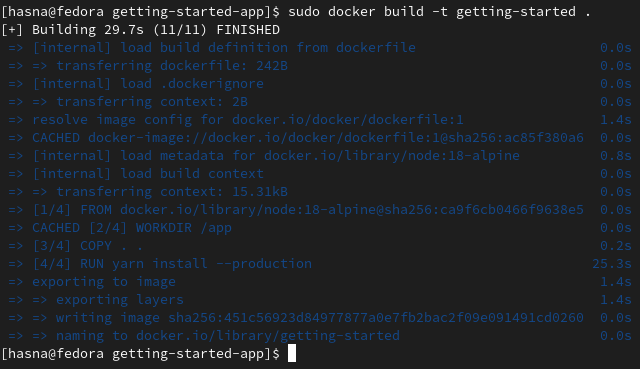 [hasna@fedora getting-started-app]$ sudo docker build -t getting-started .
[+] Building 29.7s (11/11) FINISHED
=> [internal] load build definition from dockerfile 0.0s
=> => transferring dockerfile: 242B 0.0s
=> [internal] load .dockerignore 0.0s
=> => transferring context: 2B 0.0s
=> resolve image config for docker.io/docker/dockerfile:1 1.4s
=> CACHED docker-image://docker.io/docker/dockerfile:1@sha256:ac85f380a6 0.0s
=> [internal] load metadata for docker.io/library/node:18-alpine 0.8s
=> [internal] load build context 0.0s
=> => transferring context: 15.31kB 0.0s
=> [1/4] FROM docker.io/library/node:18-alpine@sha256:ca9f6cb0466f9638e5 0.0s
=> CACHED [2/4] WORKDIR /app 0.0s
=> [3/4] COPY . . 0.2s
=> [4/4] RUN yarn install --production 25.3s
=> exporting to image 1.4s
=> => exporting layers 1.4s
=> => writing image sha256:451c56923d84977877a0e7fb2bac2f09e091491cd0260 0.0s
=> => naming to docker.io/library/getting-started 0.0s
[hasna@fedora getting-started-app]$